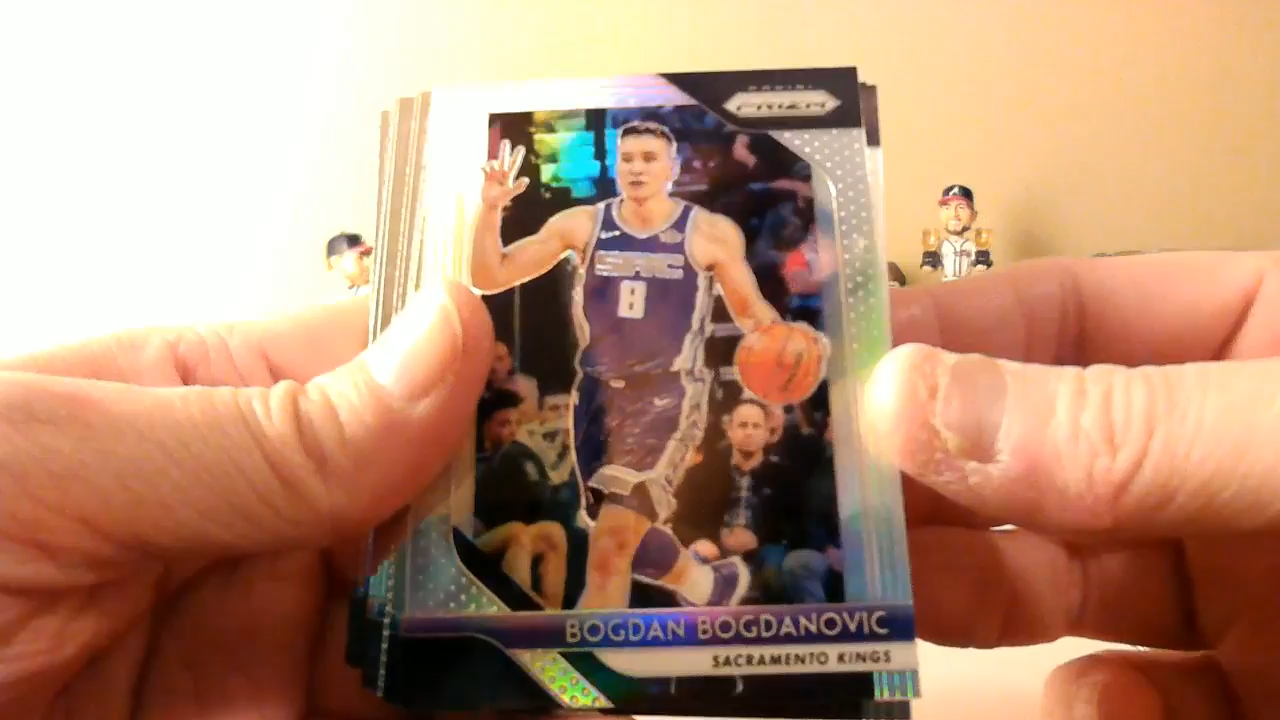 PANINI
PRIZM
SAC
8
BOGDAN BOGDANOVIC
SACRAMENTO KINGS